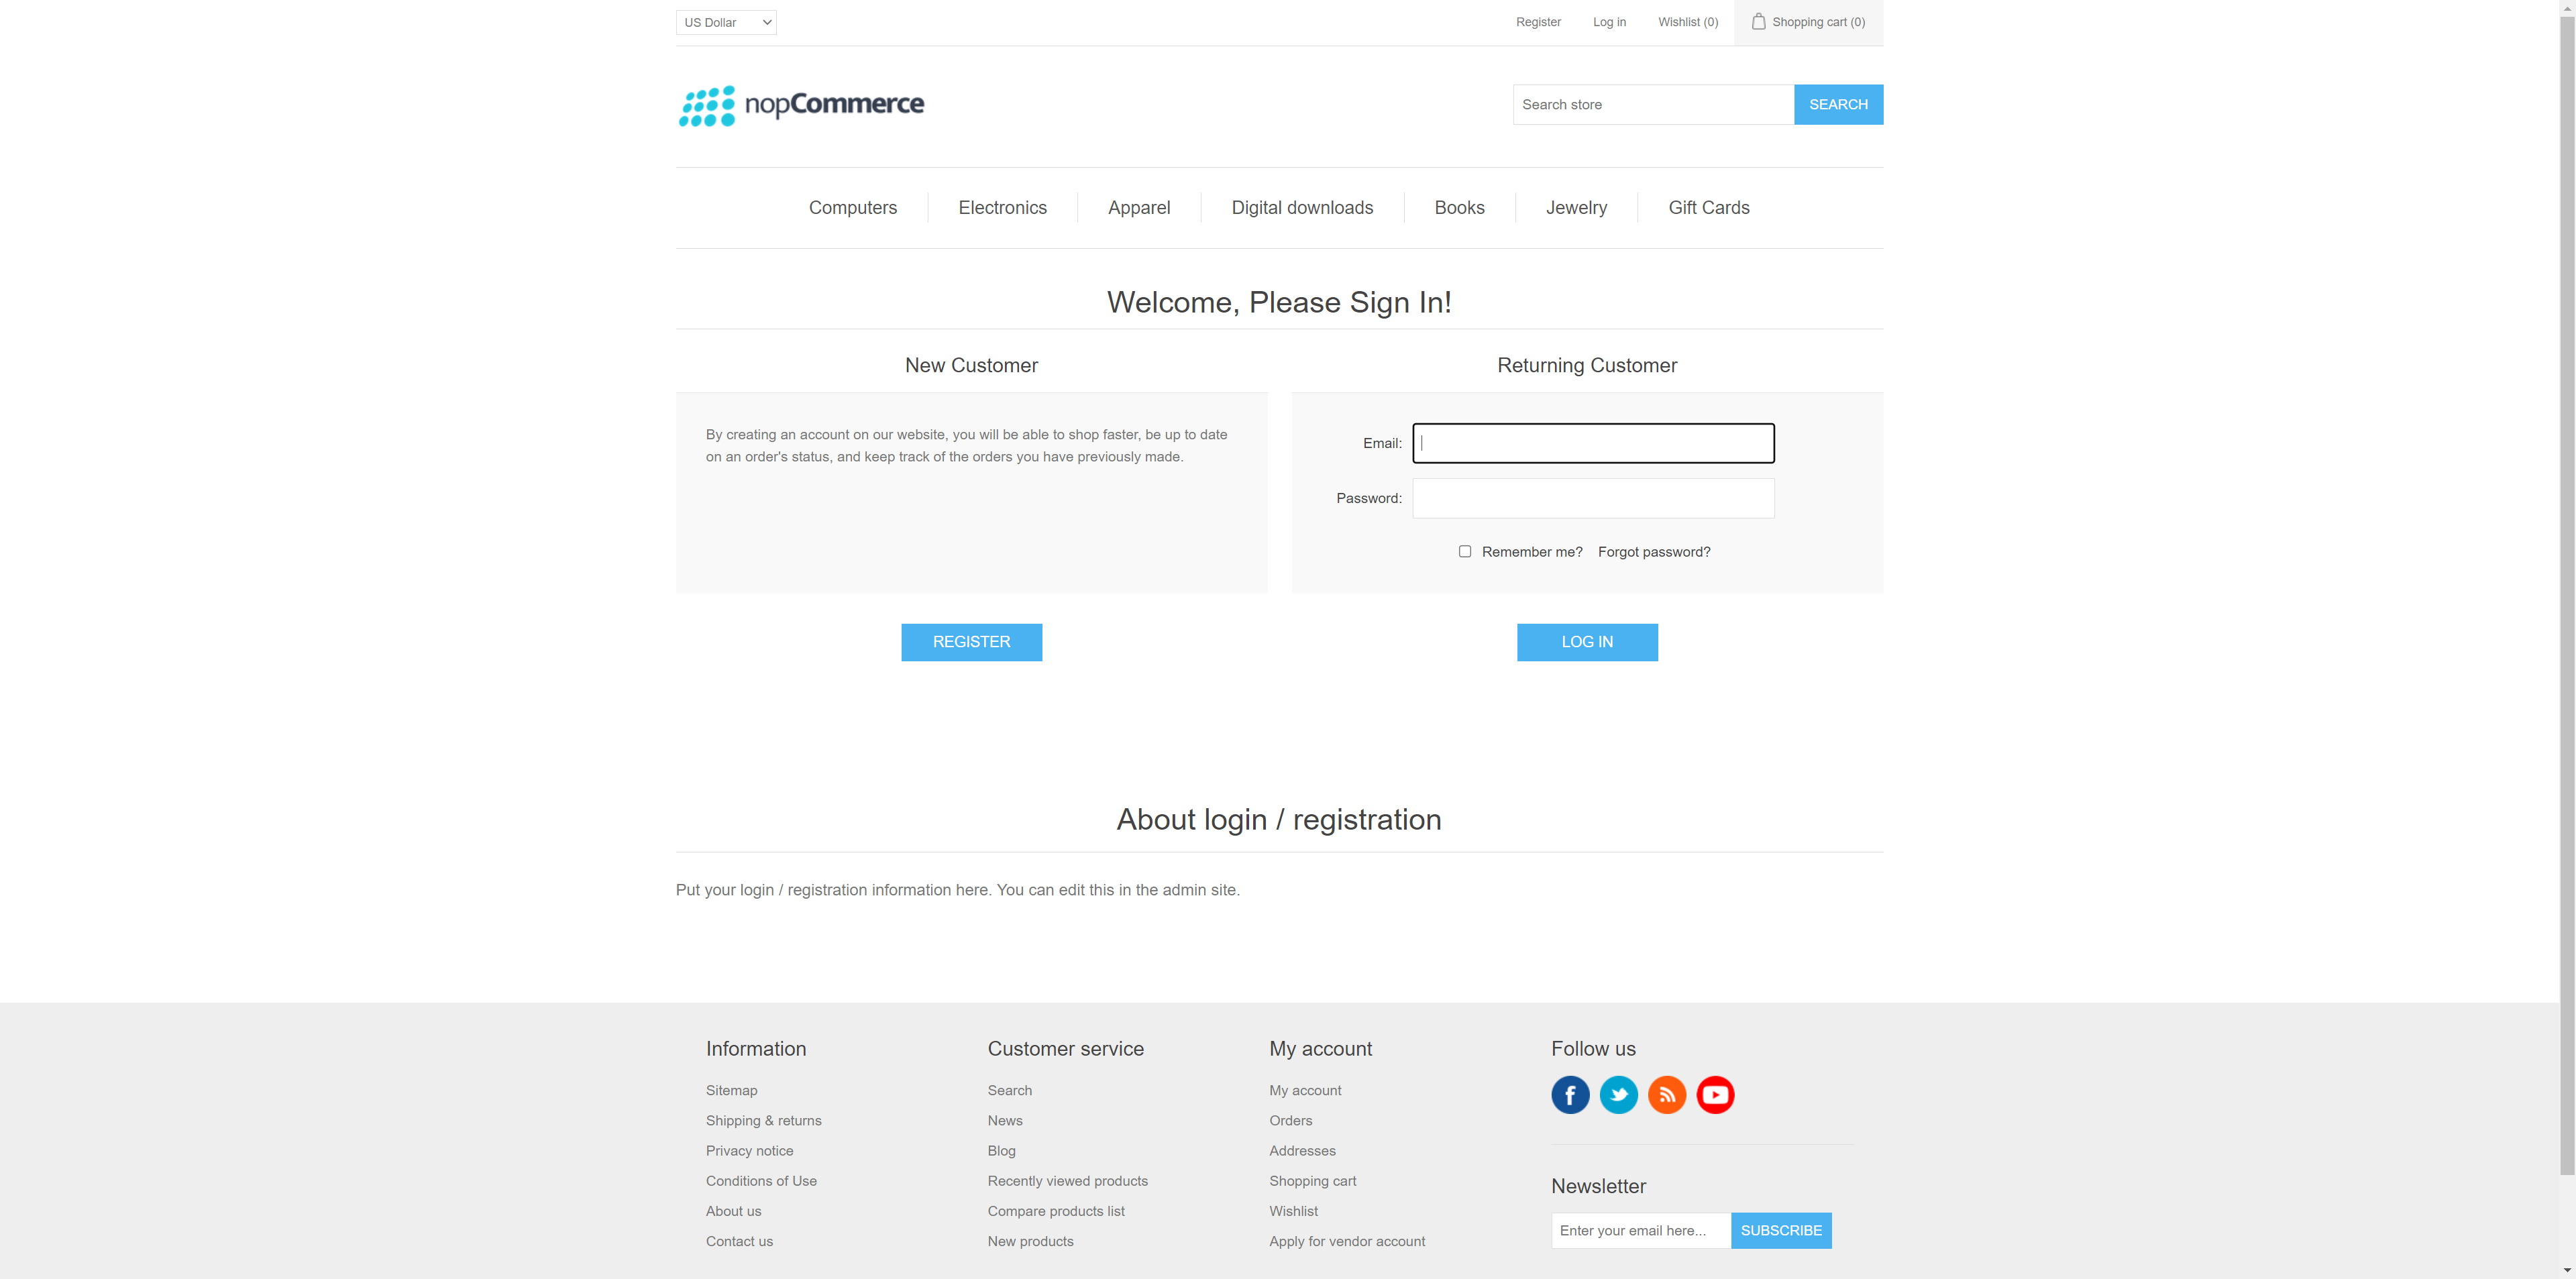 US Dollar
Register
Log in
Wishlist (0)
Shopping cart (0)
nopCommerce
Search store
SEARCH
Computers
Electronics
Apparel
Digital downloads
Books
Jewelry
Gift Cards
Welcome, Please Sign In!
New Customer
By creating an account on our website, you will be able to shop faster, be up to date
on an order's status, and keep track of the orders you have previously made.
REGISTER
Returning Customer
Email:
Password:
Remember me?
Forgot password?
LOG IN
About login / registration
Put your login / registration information here. You can edit this in the admin site.
Information
Sitemap
Shipping & returns
Privacy notice
Conditions of Use
About us
Contact us
Customer service
Search
News
Blog
Recently viewed products
Compare products list
New products
My account
My account
Orders
Addresses
Shopping cart
Wishlist
Apply for vendor account
Follow us
Newsletter
Enter your email here...
SUBSCRIBE